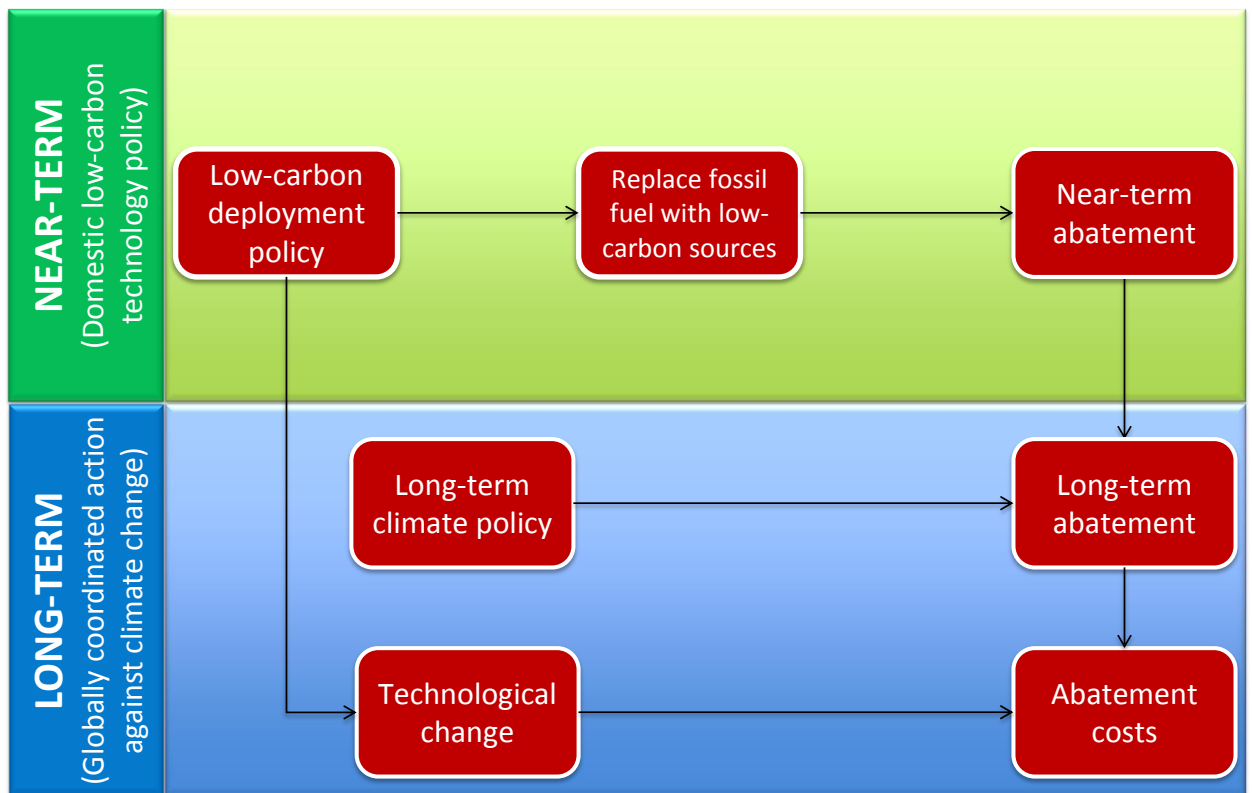 NEAR-TERM
(Domestic low-carbon
technology policy)
Low-carbon
deployment
policy
Replace fossil
fuel with low-
carbon sources
Near-term
abatement
LONG-TERM
(Globally coordinated action
against climate change)
Long-term
climate policy
Long-term
abatement
Technological
change
Abatement
costs